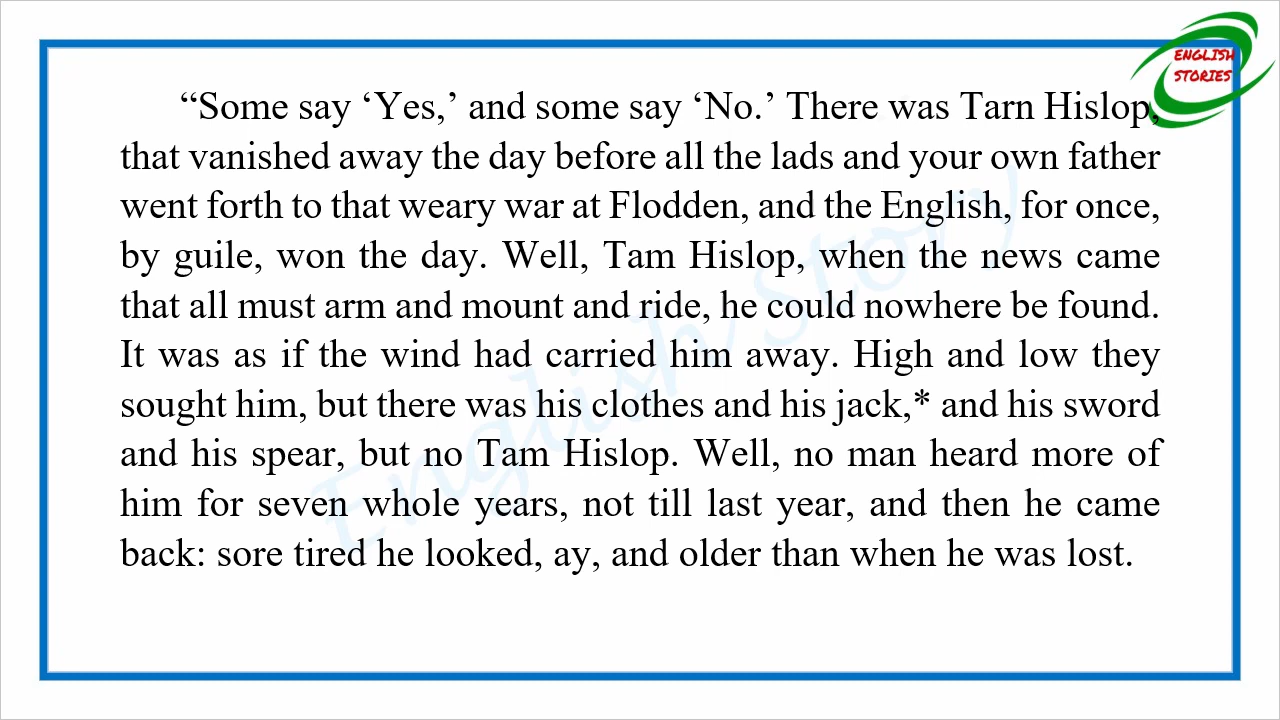 ENGLISH
STORIES
“Some say ‘Yes,’ and some say ‘No.’ There was Tarn Hislop,
that vanished away the day before all the lads and your own father
went forth to that weary war at Flodden, and the English, for once,
by guile, won the day. Well, Tam Hislop, when the news came
that all must arm and mount and ride, he could nowhere be found.
It was as if the wind had carried him away. High and low they
sought him, but there was his clothes and his jack,* and his sword
and his spear, but no Tam Hislop. Well, no man heard more of
him for seven whole years, not till last year, and then he came
back: sore tired he looked, ay, and older than when he was lost.
English Story